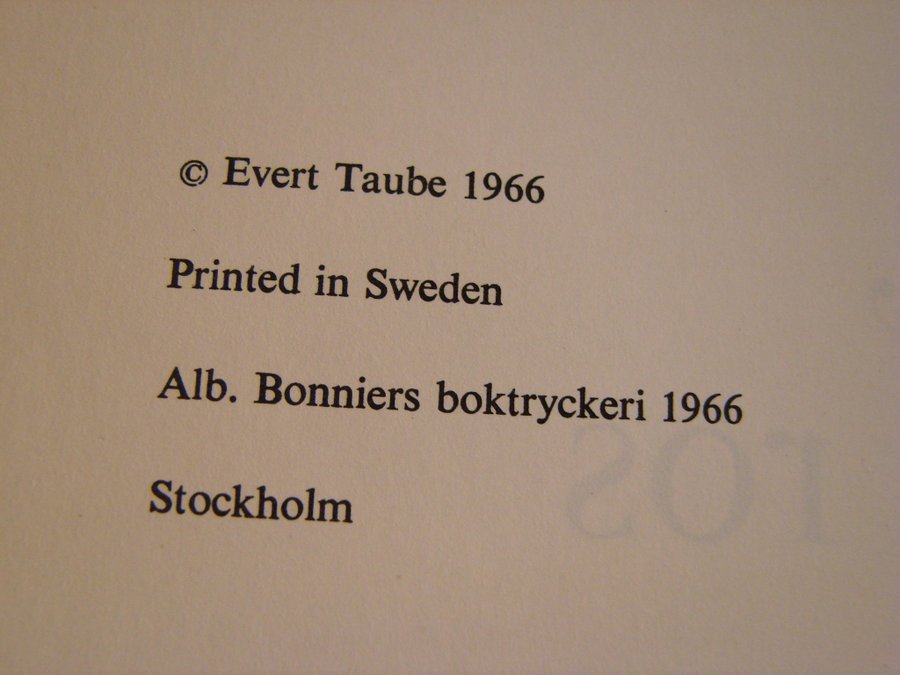 © Evert Taube 1966
Printed in Sweden
Alb. Bonniers boktryckeri 1966
Stockholm